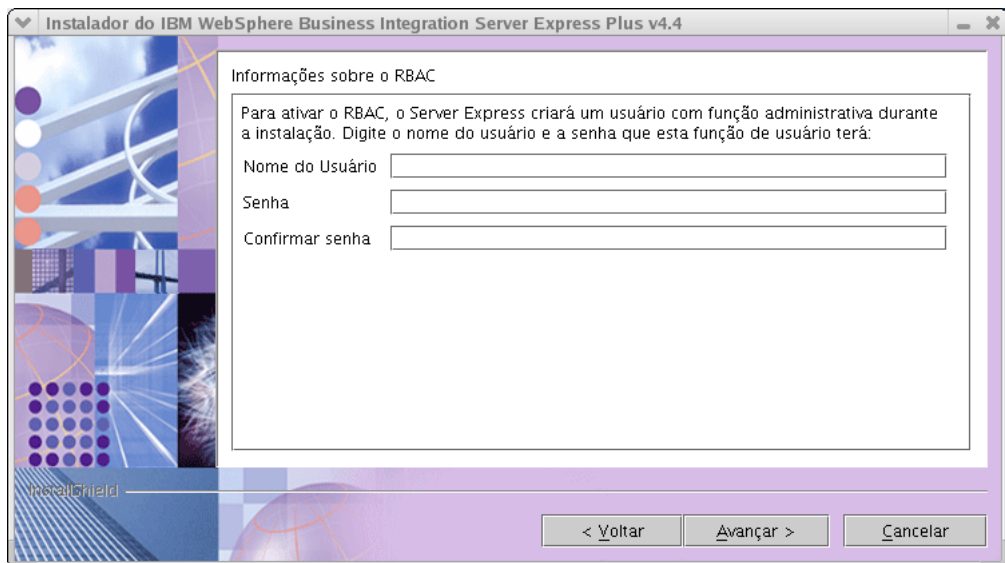 Instalador do IBM WebSphere Business Integration Server Express Plus v4.4
Informações sobre o RBAC
Para ativar o RBAC, o Server Express criará um usuário com função administrativa durante
a instalação. Digite o nome do usuário e a senha que esta função de usuário terá:
Nome do Usuário
Senha
Confirmar senha
InstallShield
< Voltar
Avançar >
Cancelar